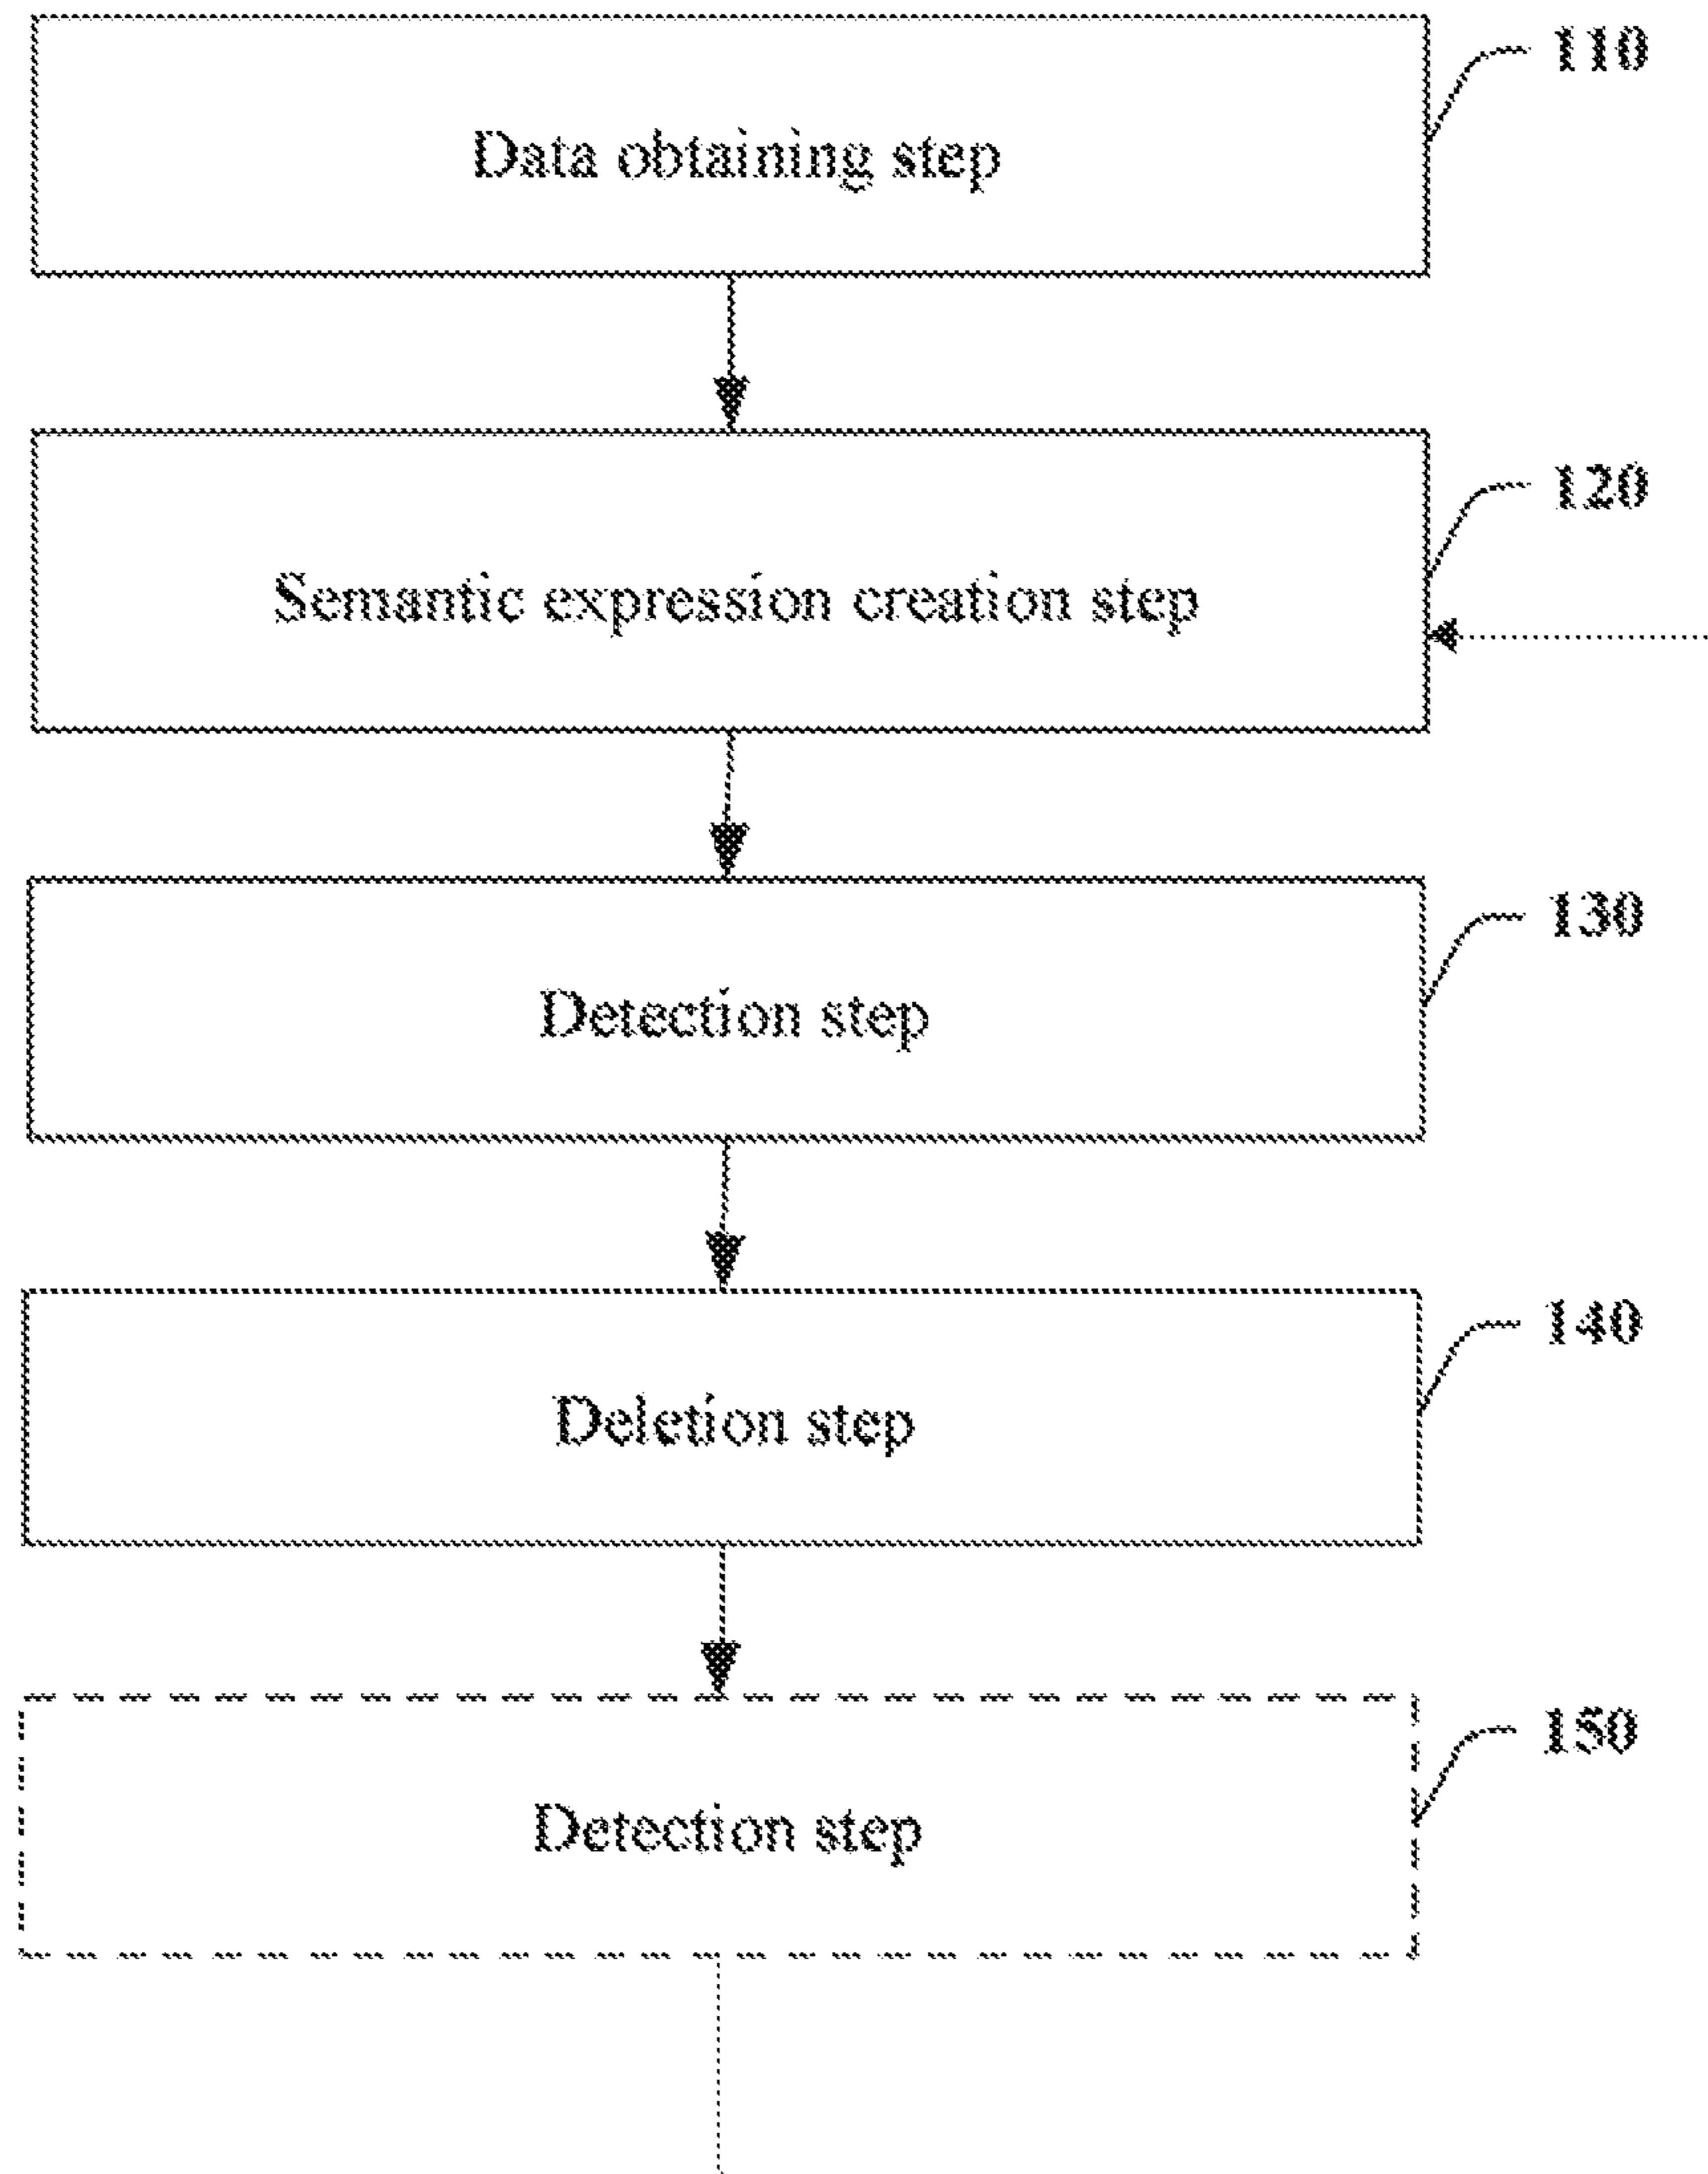 110
Data obtaining step
120
Semantic expression creation step
130
Detection step
140
Deletion step
150
Detection step